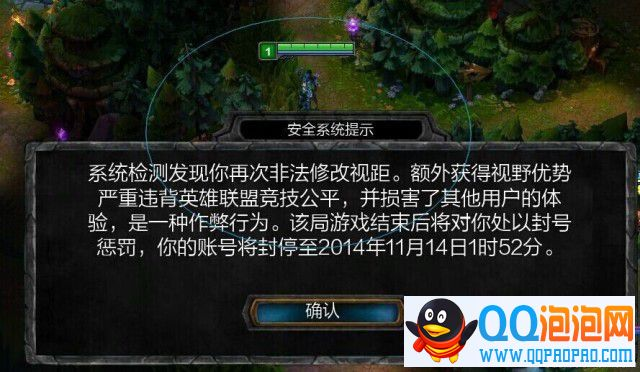 1
安全系统提示
系统检测发现你再次非法修改视距。额外获得视野优势
严重违背英雄联盟竞技公平，并损害了其他用户的体
验，是一种作弊行为。该局游戏结束后将对你处以封号
惩罚，你的账号将封停至2014年11月14日1时52分。
确认
QQ泡泡网
www.QQPAOPAO.COM